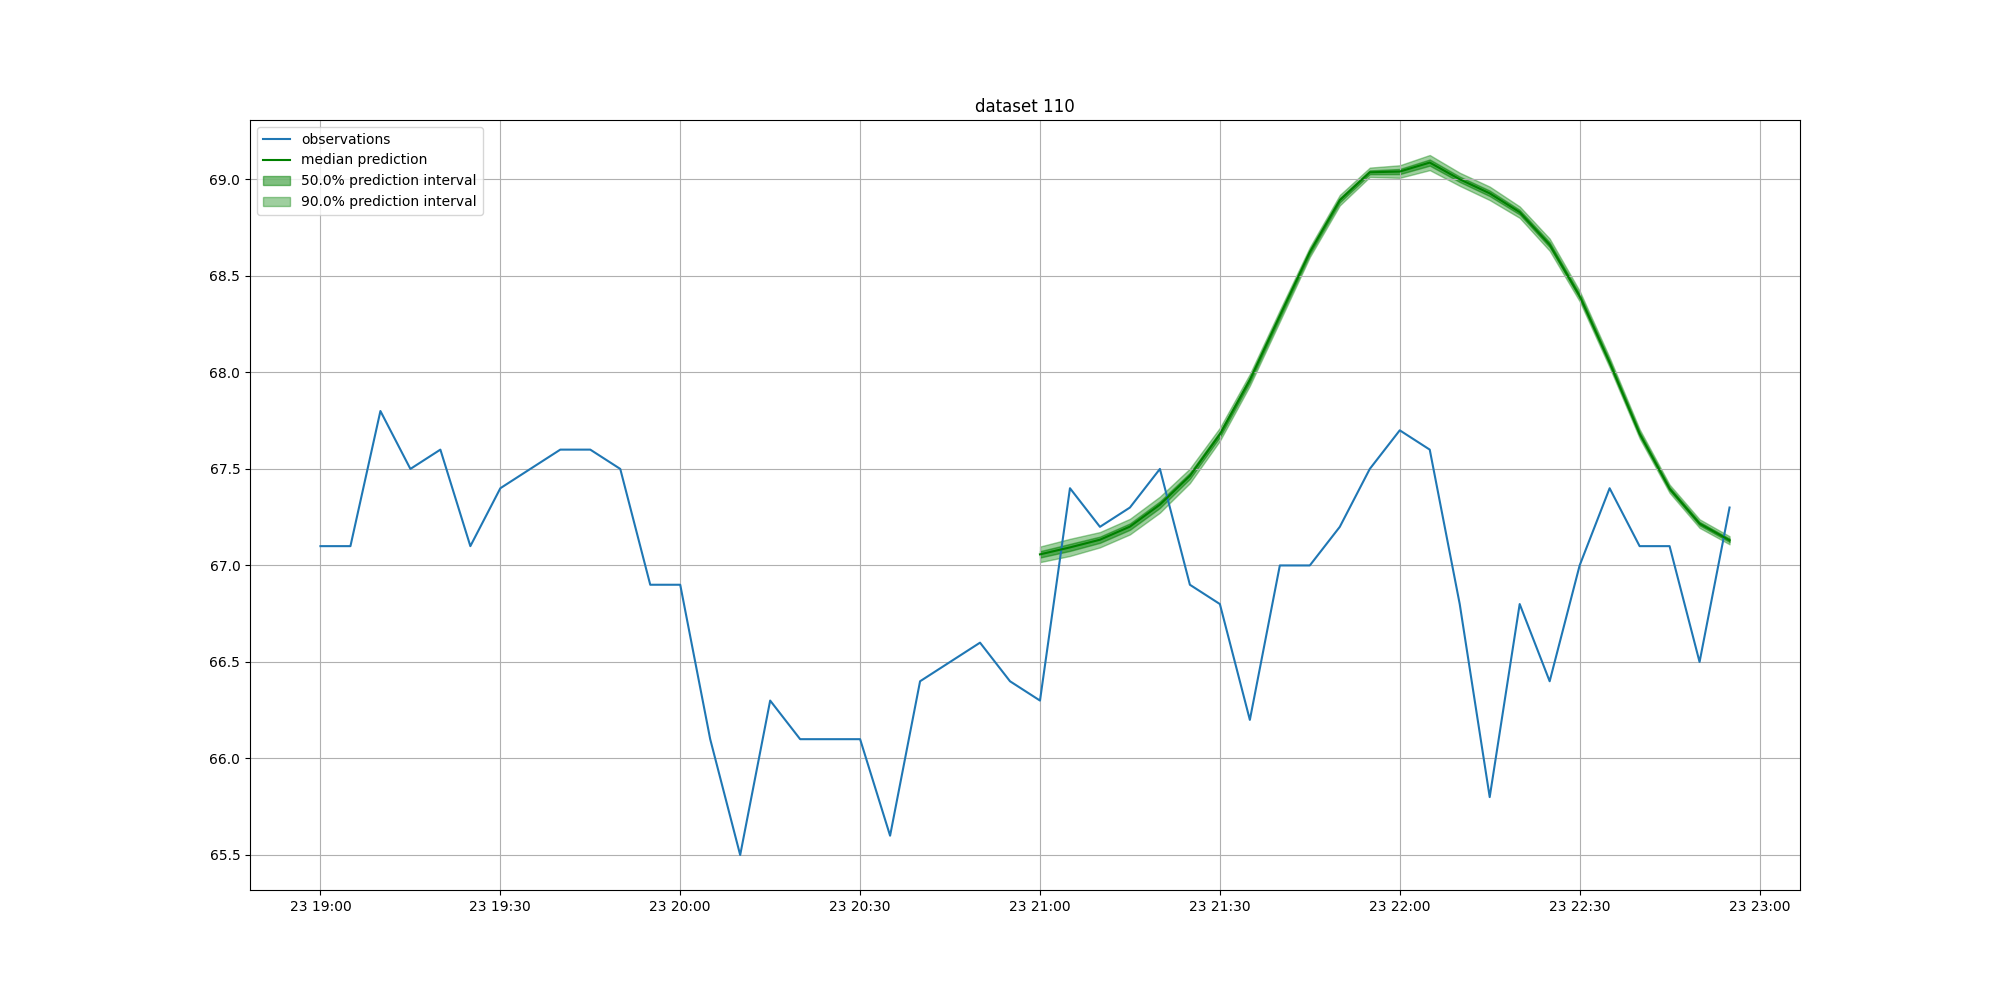 dataset 110
observations
median prediction
50.0% prediction interval
90.0% prediction interval
69.0
68.5
68.0
67.5
67.0
66.5
66.0
65.5
23 19:00 23 19:30 23 20:00 23 20:30 23 21:00 23 21:30 23 22:00 23 22:30 23 23:00